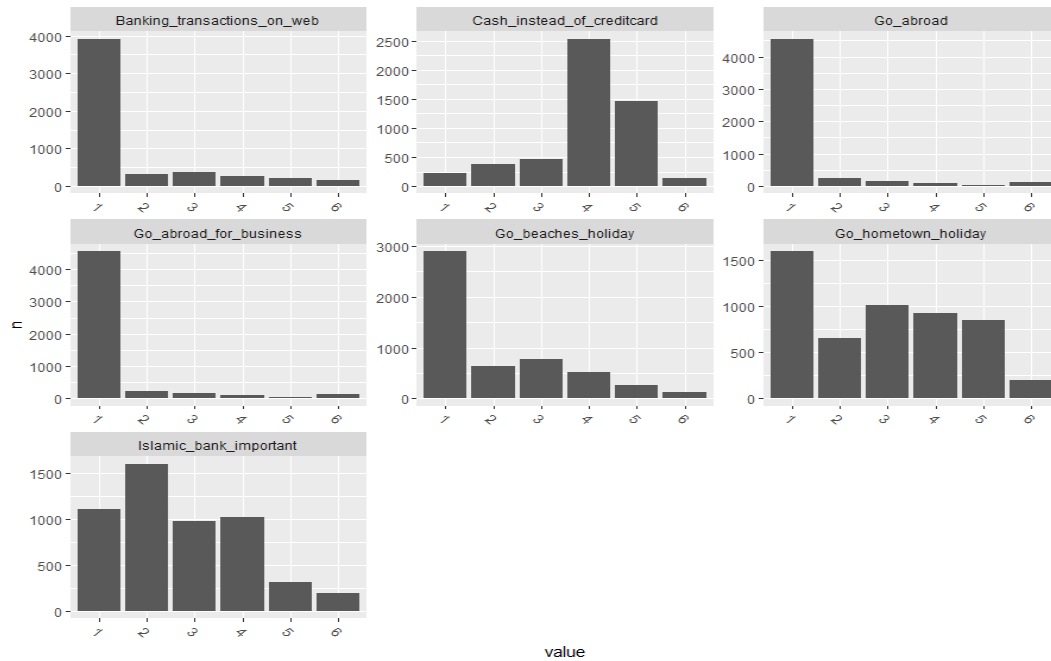 Banking_transactions_on_web
Cash_instead_of_creditcard
Go_abroad
4000
3000
2000
1000
0
2500
2000
1500
1000
500
0
4000
3000
2000
1000
0
1 2 3 4 5 6
1 2 3 4 5 6
1 2 3 4 5 6
Go_abroad_for_business
Go_beaches_holiday
Go_hometown_holiday
4000
3000
2000
1000
0
3000
2000
1000
0
1500
1000
500
0
n
1 2 3 4 5 6
1 2 3 4 5 6
1 2 3 4 5 6
Islamic_bank_important
1500
1000
500
0
1 2 3 4 5 6
value